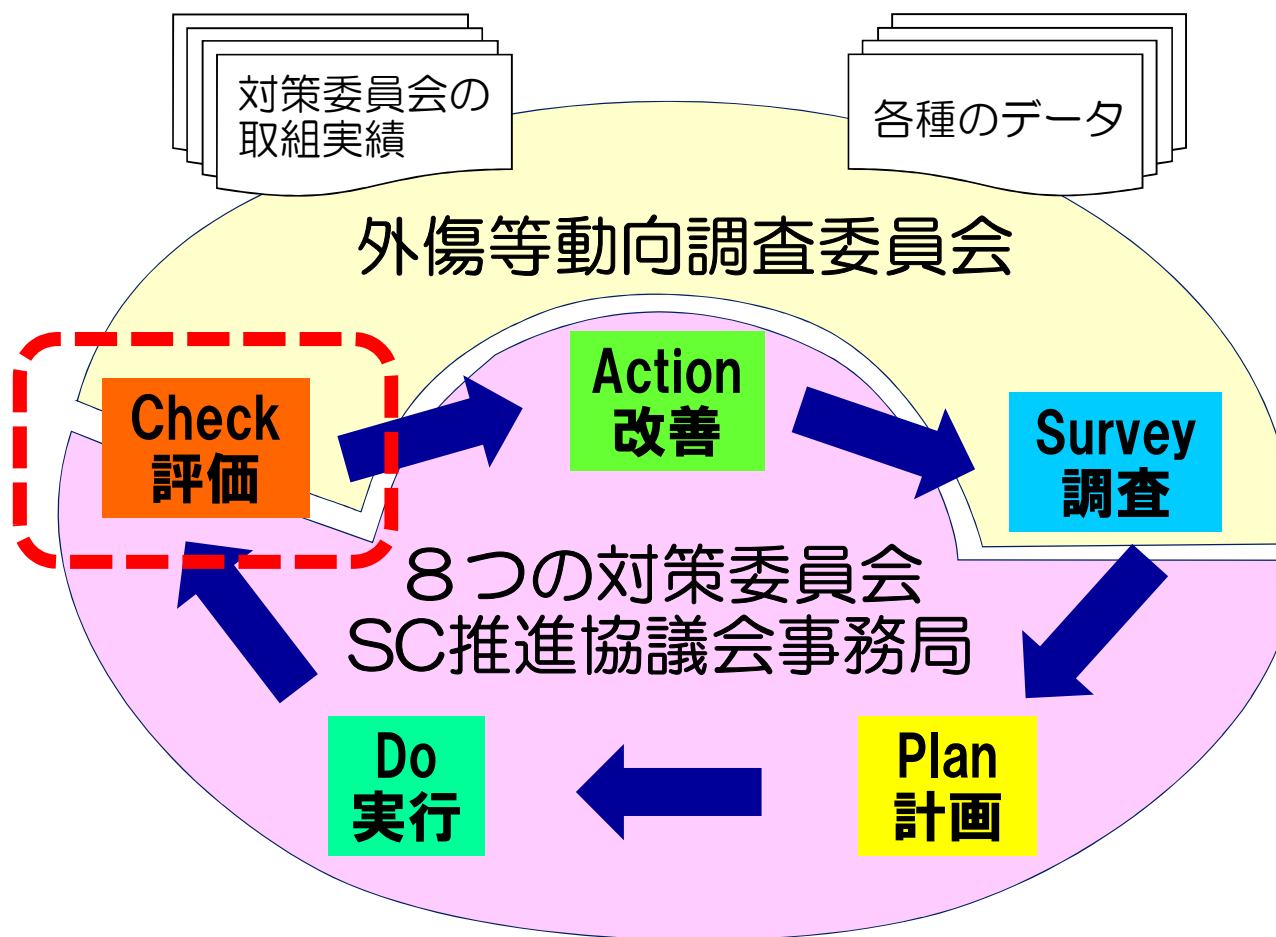 対策委員会の
取組実績
各種のデータ
外傷等動向調査委員会
Action
改善
Check
評価
Survey
調査
８つの対策委員会
SC推進協議会事務局
Do
実行
Plan
計画